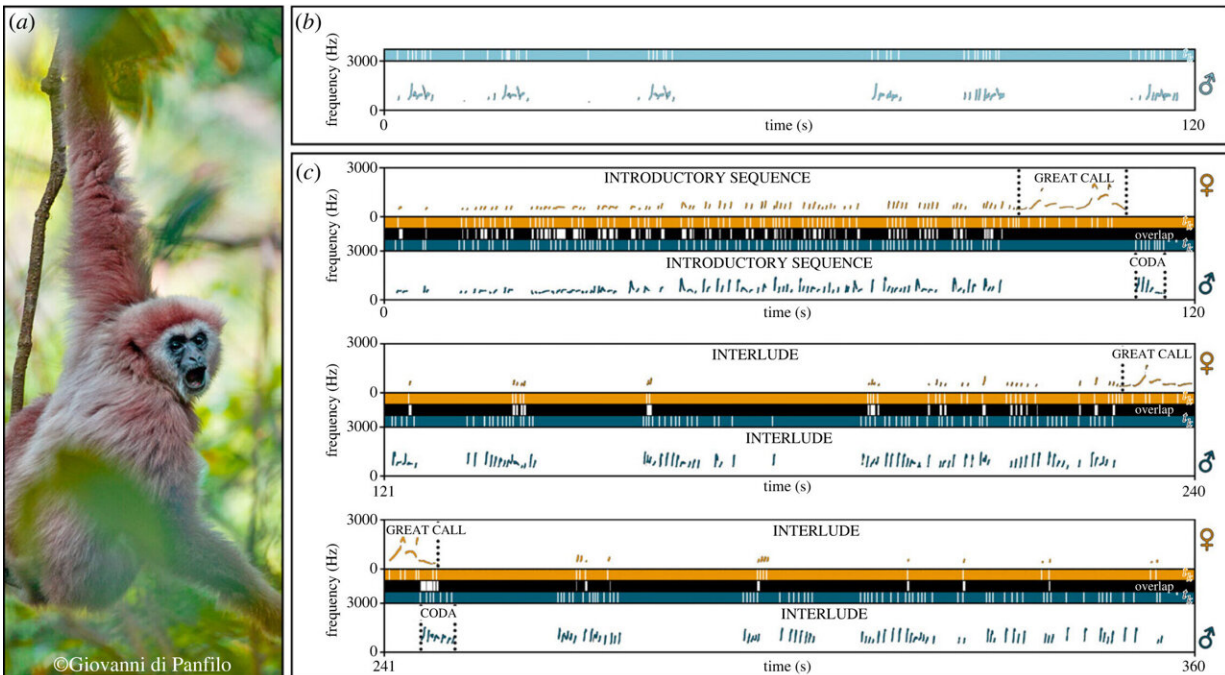 (a)
©Giovanni di Panfilo
(b)
frequency (Hz)
3000
0
0
time (s)
120
♂
(c)
frequency (Hz)
3000
INTRODUCTORY SEQUENCE
GREAT CALL
♀
0
overlap
3000
INTRODUCTORY SEQUENCE
CODA
0
♂
0
time (s)
120
frequency (Hz)
3000
INTERLUDE
GREAT CALL
♀
0
overlap
3000
INTERLUDE
0
♂
121
time (s)
240
frequency (Hz)
3000
GREAT CALL
INTERLUDE
♀
0
overlap
3000
CODA
INTERLUDE
0
♂
241
time (s)
360